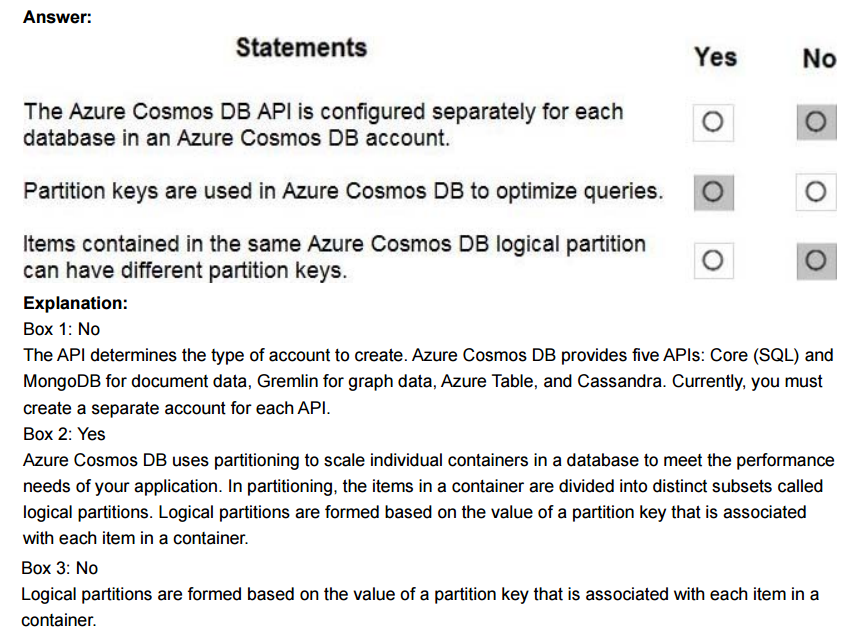 Answer:
Statements
Yes
No
The Azure Cosmos DB API is configured separately for each
database in an Azure Cosmos DB account.
Partition keys are used in Azure Cosmos DB to optimize queries.
Items contained in the same Azure Cosmos DB logical partition
can have different partition keys.
Explanation:
Box 1: No
The API determines the type of account to create. Azure Cosmos DB provides five APIs: Core (SQL) and
MongoDB for document data, Gremlin for graph data, Azure Table, and Cassandra. Currently, you must
create a separate account for each API.
Box 2: Yes
Azure Cosmos DB uses partitioning to scale individual containers in a database to meet the performance
needs of your application. In partitioning, the items in a container are divided into distinct subsets called
logical partitions. Logical partitions are formed based on the value of a partition key that is associated
with each item in a container.
Box 3: No
Logical partitions are formed based on the value of a partition key that is associated with each item in a
container.